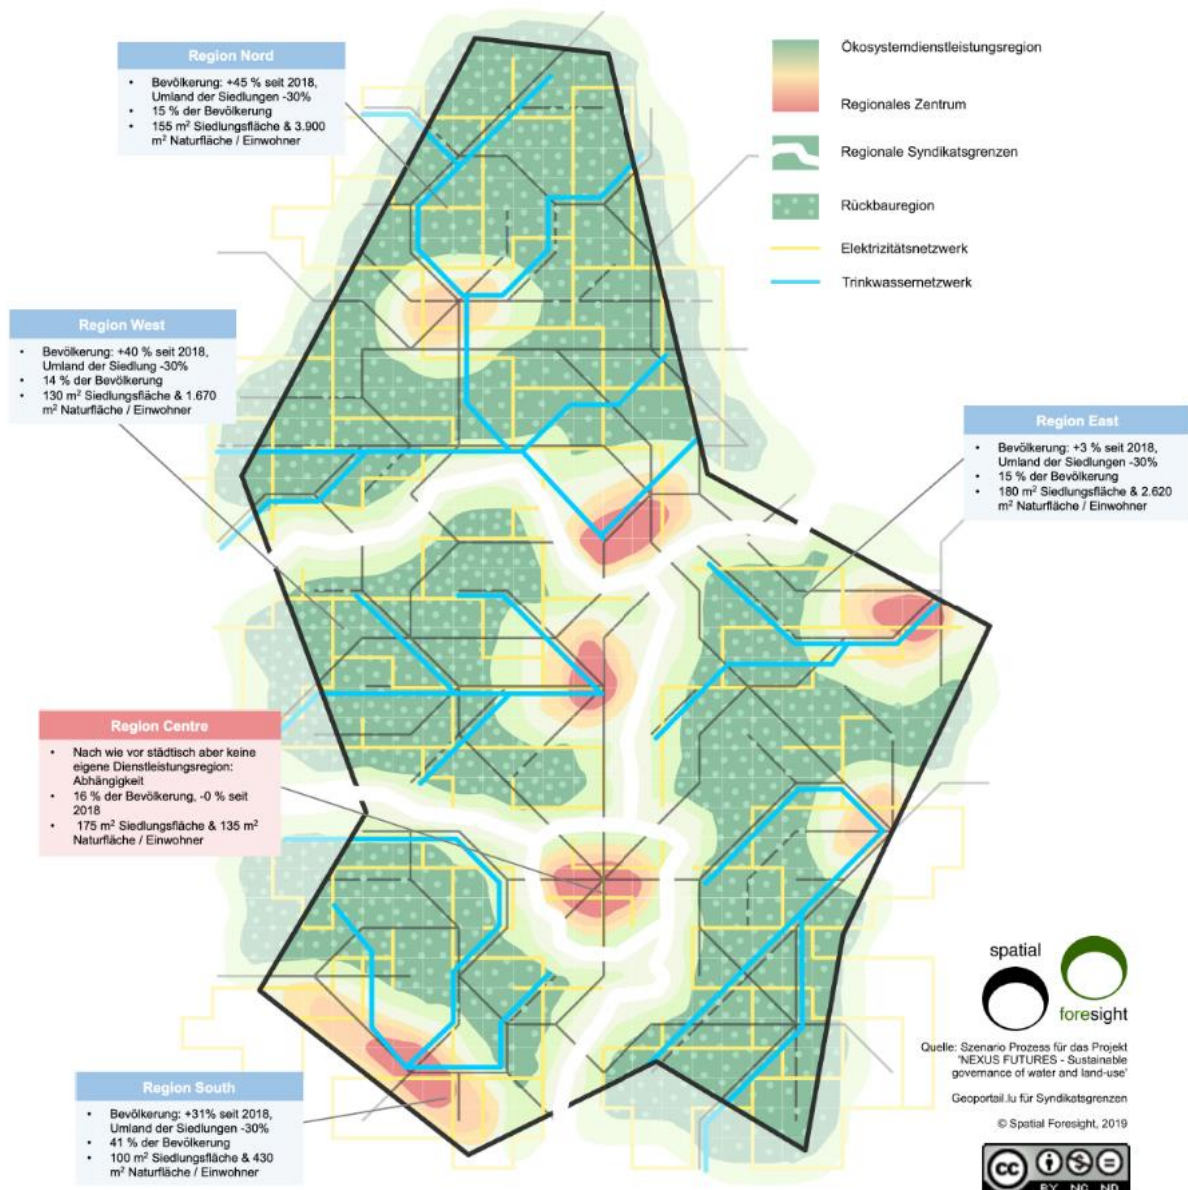 Region Nord
• Bevölkerung: +45 % seit 2018,
Umland der Siedlungen -30%
• 15 % der Bevölkerung
• 155 m² Siedlungsfläche & 3.900
m² Naturfläche / Einwohner
Ökosystemdienstleistungsregion
Regionales Zentrum
Regionale Syndikatsgrenzen
Rückbauregion
Elektrizitätsnetzwerk
Trinkwassernetzwerk
Region West
• Bevölkerung: +40 % seit 2018,
Umland der Siedlung -30%
• 14 % der Bevölkerung
• 130 m² Siedlungsfläche & 1.670
m² Naturfläche / Einwohner
Region East
• Bevölkerung: +3 % seit 2018,
Umland der Siedlungen -30%
• 15 % der Bevölkerung
• 180 m² Siedlungsfläche & 2.620
m² Naturfläche / Einwohner
Region Centre
• Nach wie vor städtisch aber keine
eigene Dienstleistungsregion:
Abhängigkeit
• 16 % der Bevölkerung, -0 % seit
2018
• 175 m² Siedlungsfläche & 135 m²
Naturfläche / Einwohner
Region South
• Bevölkerung: +31% seit 2018,
Umland der Siedlungen -30%
• 41 % der Bevölkerung
• 100 m² Siedlungsfläche & 430
m² Naturfläche / Einwohner
spatial
foresight
Quelle: Szenario Prozess für das Projekt
'NEXUS FUTURES - Sustainable
governance of water and land-use'
Geoportail.lu für Syndikatsgrenzen
© Spatial Foresight, 2019
cc
BY NC ND